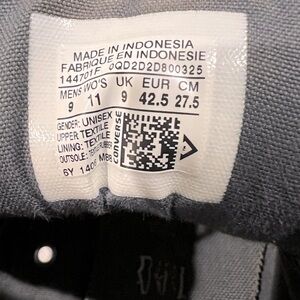 MADE IN INDONESIA
FABRIQUE EN INDONESIE
144701F 0QD2D2D800325
MENS WO'S UK EUR CM
9 11 9 42.5 27.5
GENDER: UNISEX
UPPER: TEXTILE
LINING: TEXTILE
OUTSOLE:
CONVERSE